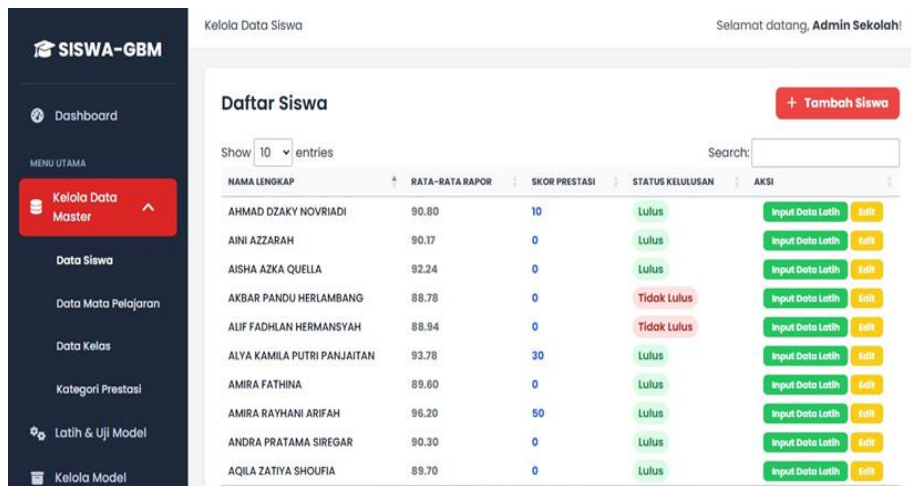 Kelola Data Siswa
Selamat datang, Admin Sekolah!
SISWA-GBM
Dashboard
MENU UTAMA
Kelola Data
Master
Data Siswa
Data Mata Pelajaran
Data Kelas
Kategori Prestasi
Latih & Uji Model
Kelola Model
Daftar Siswa
+ Tambah Siswa
Show 10 entries
Search:
NAMA LENGKAP RATA-RATA RAPOR SKOR PRESTASI STATUS KELULUSAN AKSI
AHMAD DZAKY NOVRIADI 90.80 10 Lulus Input Data Latih Edit
AINI AZZARAH 90.17 0 Lulus Input Data Latih Edit
AISHA AZKA QUELLA 92.24 0 Lulus Input Data Latih Edit
AKBAR PANDU HERLAMBANG 88.78 0 Tidak Lulus Input Data Latih Edit
ALIF FADHLAN HERMANSYAH 88.94 0 Tidak Lulus Input Data Latih Edit
ALYA KAMILA PUTRI PANJAITAN 93.78 30 Lulus Input Data Latih Edit
AMIRA FATHINA 89.60 0 Lulus Input Data Latih Edit
AMIRA RAYHANI ARIFAH 96.20 50 Lulus Input Data Latih Edit
ANDRA PRATAMA SIREGAR 90.30 0 Lulus Input Data Latih Edit
AQILA ZATIYA SHOUFIA 89.70 0 Lulus Input Data Latih Edit